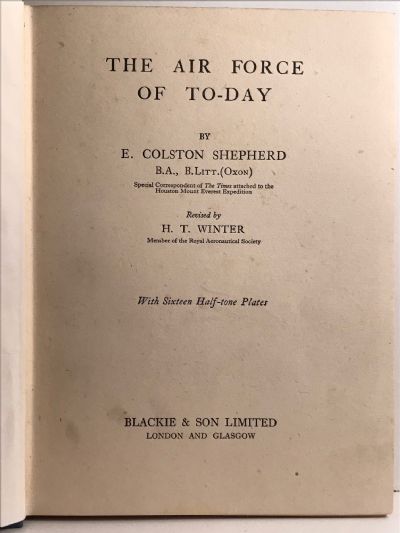 THE AIR FORCE
OF TO-DAY
BY
E. COLSTON SHEPHERD
B.A., B.LITT.(OXON)
Special Correspondent of The Times attached to the
Houston Mount Everest Expedition
Revised by
H. T. WINTER
Member of the Royal Aeronautical Society
With Sixteen Half-tone Plates
BLACKIE & SON LIMITED
LONDON AND GLASGOW